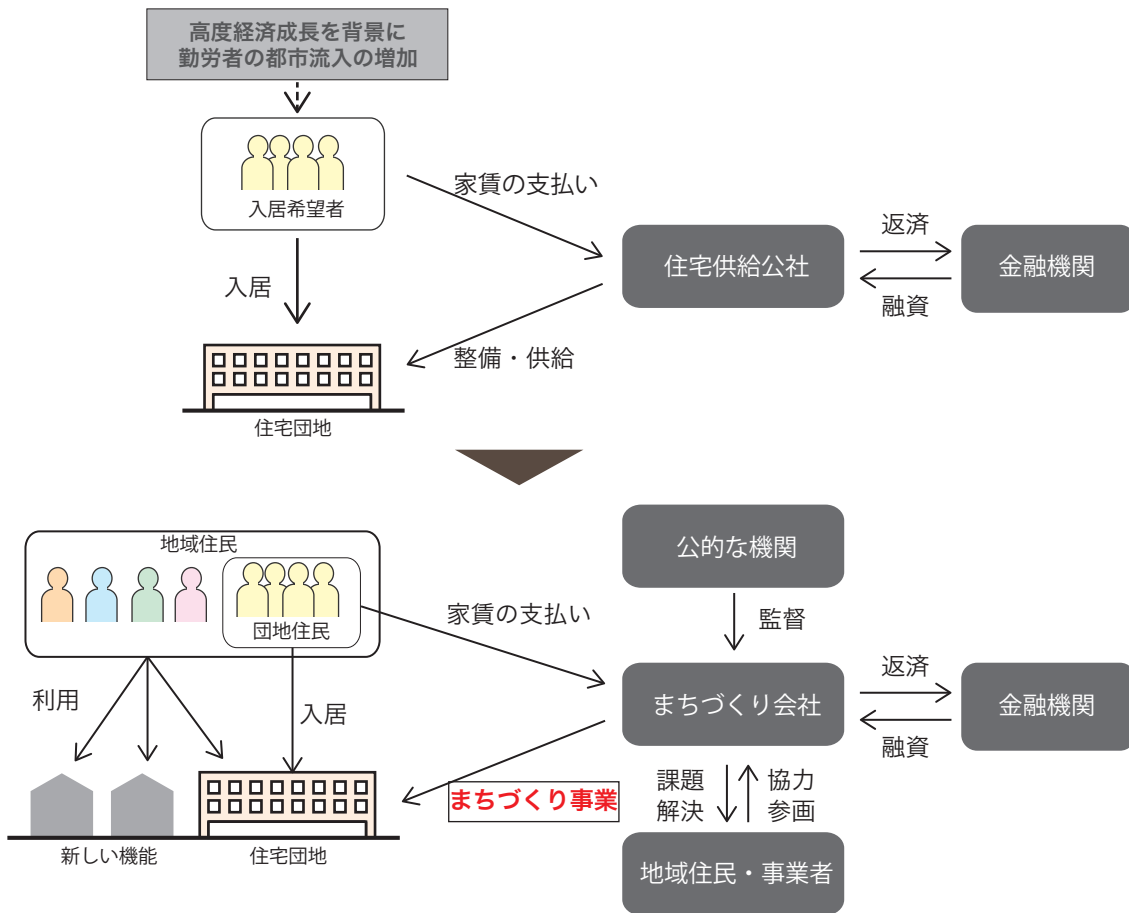 高度経済成長を背景に
勤労者の都市流入の増加
入居希望者
家賃の支払い
住宅供給公社
返済
融資
金融機関
入居
整備・供給
住宅団地
地域住民
団地住民
公的な機関
監督
家賃の支払い
まちづくり会社
返済
融資
金融機関
利用
入居
まちづくり事業
課題
解決
協力
参画
新しい機能
住宅団地
地域住民・事業者